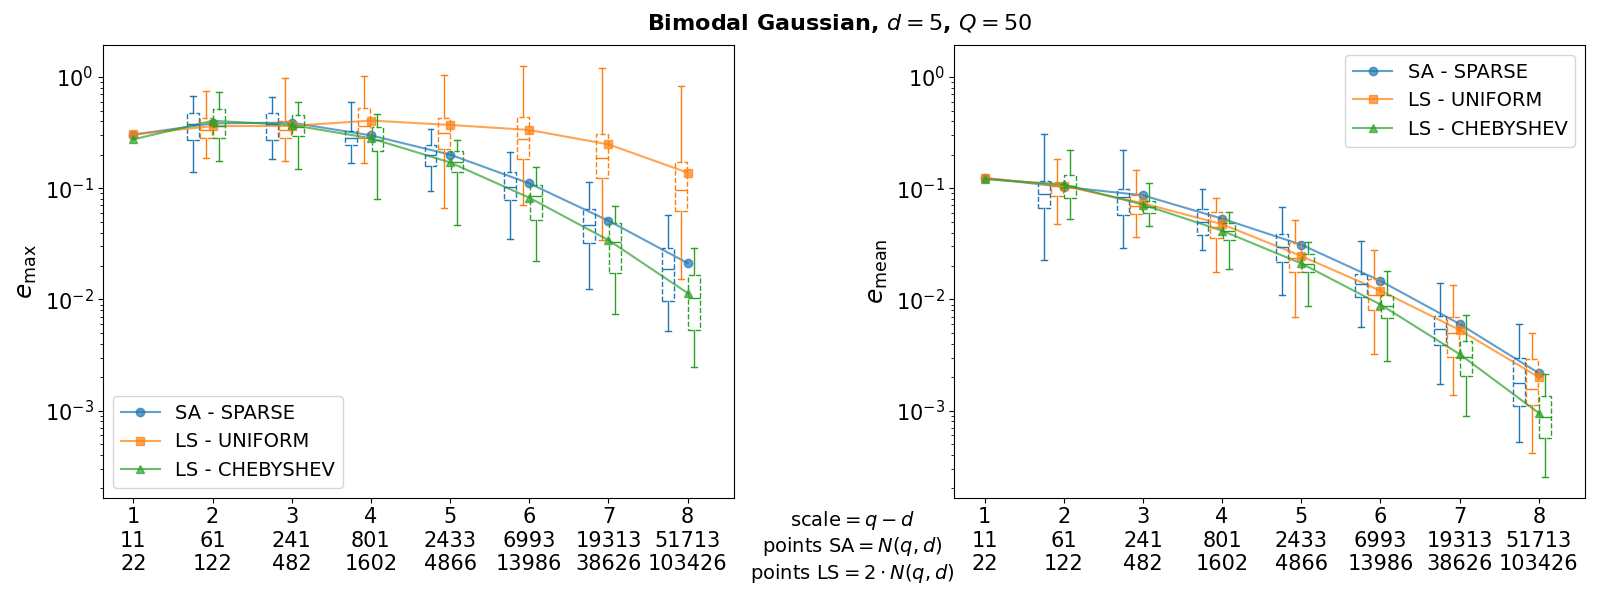 Bimodal Gaussian, d = 5, Q = 50
e_max
10^0
10^-1
10^-2
10^-3
SA - SPARSE
LS - UNIFORM
LS - CHEBYSHEV
1 2 3 4 5 6 7 8
11 61 241 801 2433 6993 19313 51713
22 122 482 1602 4866 13986 38626 103426
scale = q − d
points SA = N(q, d)
points LS = 2 · N(q, d)
e_mean
10^0
10^-1
10^-2
10^-3
SA - SPARSE
LS - UNIFORM
LS - CHEBYSHEV
1 2 3 4 5 6 7 8
11 61 241 801 2433 6993 19313 51713
22 122 482 1602 4866 13986 38626 103426